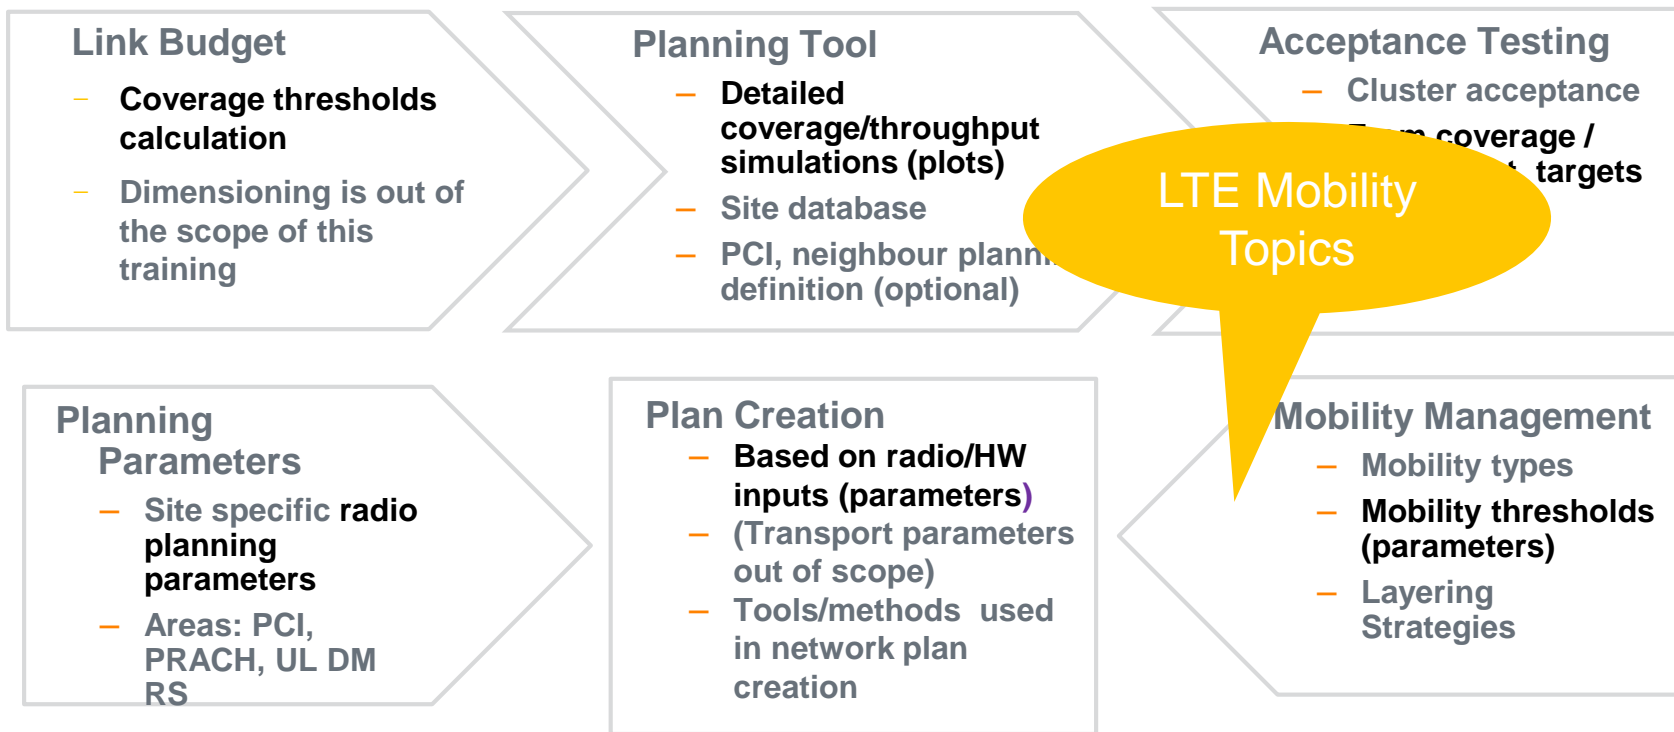 Link Budget
– Coverage thresholds
calculation
– Dimensioning is out of
the scope of this
training
Planning Tool
– Detailed
coverage/throughput
simulations (plots)
– Site database
– PCI, neighbour
definition (optional)
Acceptance Testing
– Cluster acceptance
coverage /
targets
LTE Mobility
Topics
Planning
Parameters
– Site specific radio
planning
parameters
– Areas: PCI,
PRACH, UL DM
RS
Plan Creation
– Based on radio/HW
inputs (parameters)
– (Transport parameters
out of scope)
– Tools/methods used
in network plan
creation
Mobility Management
– Mobility types
– Mobility thresholds
(parameters)
– Layering
Strategies